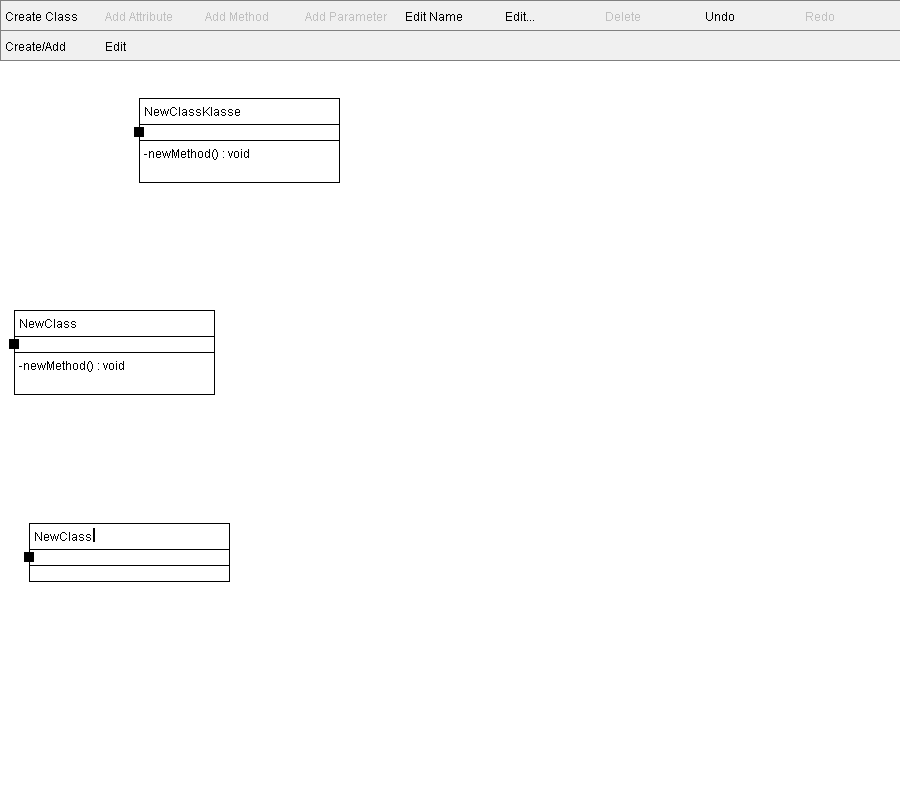 Create Class Add Attribute Add Method Add Parameter Edit Name Edit... Delete Undo Redo
Create/Add Edit
NewClassKlasse
-newMethod() : void
NewClass
-newMethod() : void
NewClass